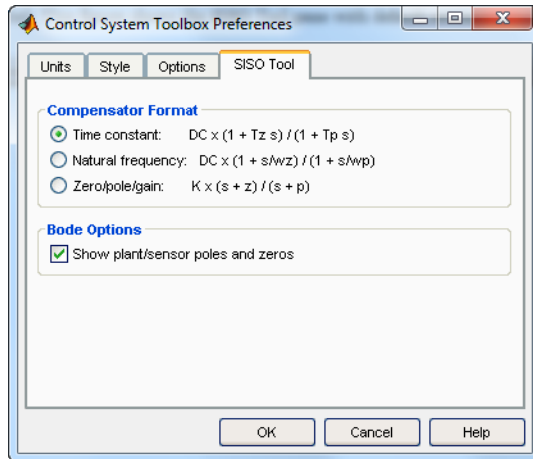 Control System Toolbox Preferences
Units Style Options SISO Tool
Compensator Format
Time constant: DC x (1 + Tz s) / (1 + Tp s)
Natural frequency: DC x (1 + s/wz) / (1 + s/wp)
Zero/pole/gain: K x (s + z) / (s + p)
Bode Options
Show plant/sensor poles and zeros
OK Cancel Help